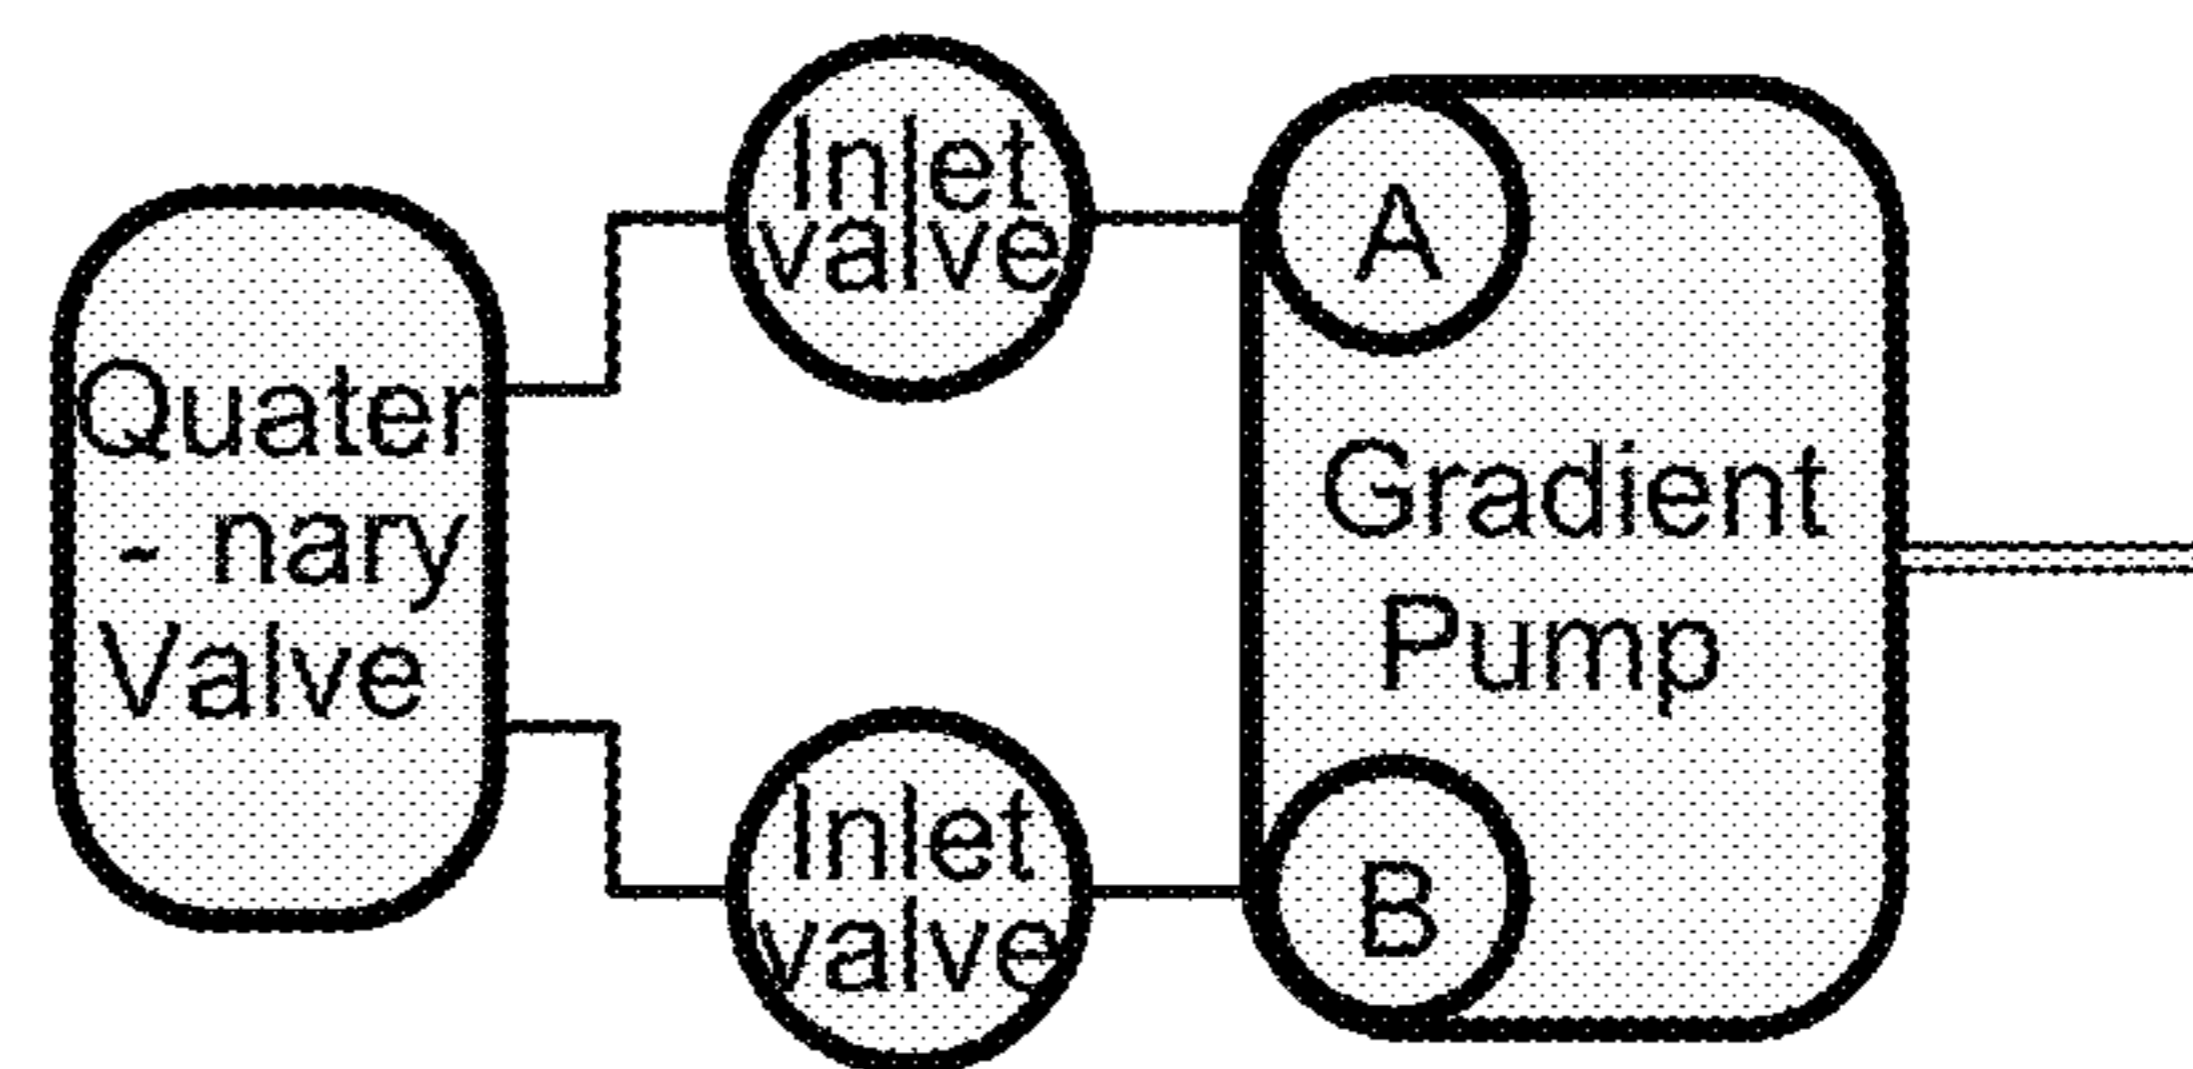 Quater
- nary
Valve
Inlet
valve
Inlet
valve
A
Gradient
Pump
B